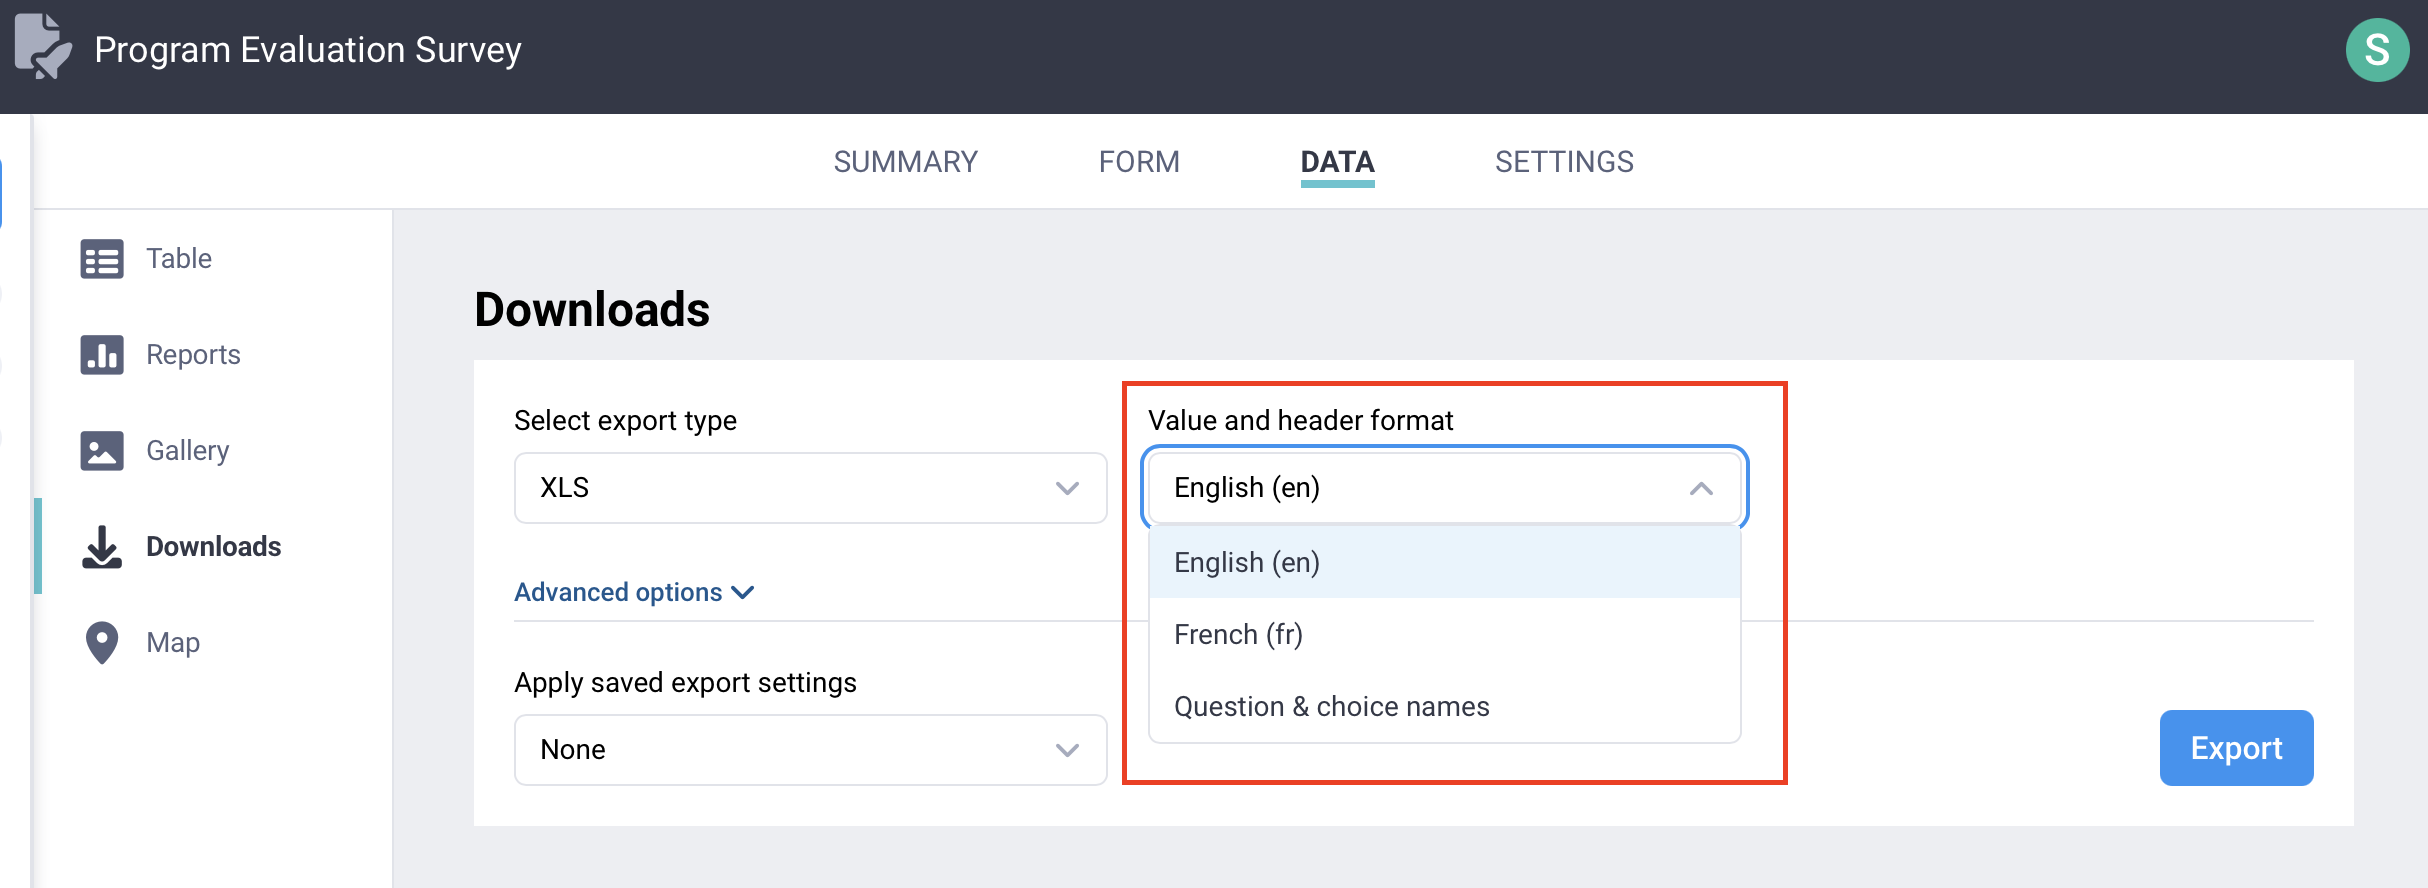 Program Evaluation Survey
S
SUMMARY
FORM
DATA
SETTINGS
Table
Reports
Gallery
Downloads
Map
Downloads
Select export type
XLS
Value and header format
English (en)
English (en)
French (fr)
Question & choice names
Advanced options
Apply saved export settings
None
Export